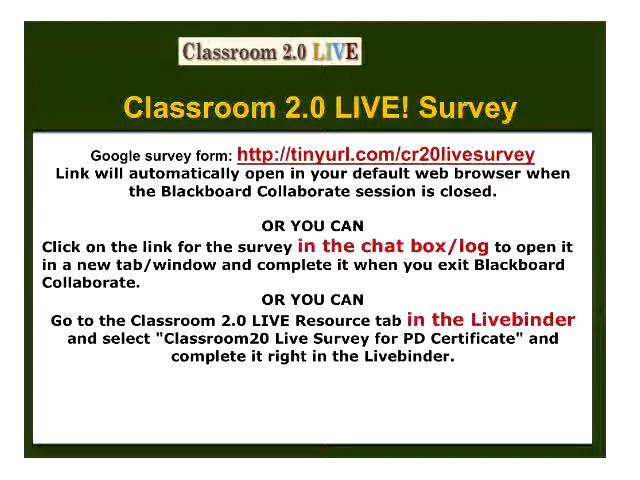 Classroom 2.0 LIVE
Classroom 2.0 LIVE! Survey
Google survey form: http://tinyurl.com/cr20livesurvey
Link will automatically open in your default web browser when
the Blackboard Collaborate session is closed.
OR YOU CAN
Click on the link for the survey in the chat box/log to open it
in a new tab/window and complete it when you exit Blackboard
Collaborate.
OR YOU CAN
Go to the Classroom 2.0 LIVE Resource tab in the Livebinder
and select "Classroom20 Live Survey for PD Certificate" and
complete it right in the Livebinder.